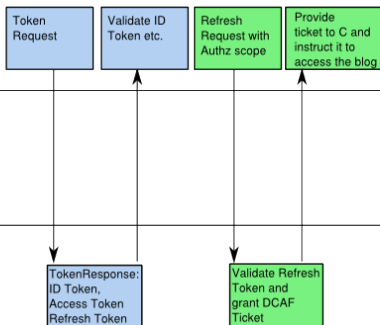 Token
Request
Validate ID
Token etc.
Refresh
Request with
Authz scope
Provide
ticket to C and
instruct it to
access the blog
TokenResponse:
ID Token,
Access Token
Refresh Token
Validate Refresh
Token and
grant DCAF
Ticket